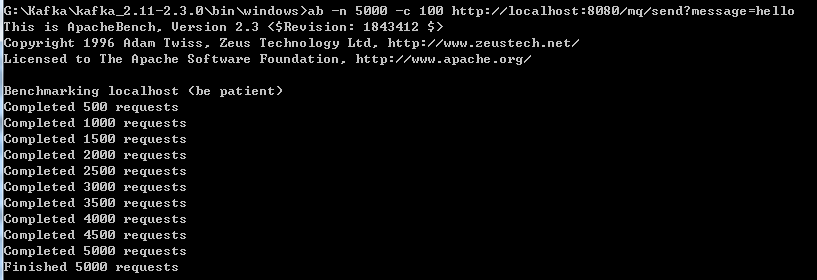 G:\Kafka\kafka_2.11-2.3.0\bin\windows>ab -n 5000 -c 100 http://localhost:8080/mq/send?message=hello
This is ApacheBench, Version 2.3 <$Revision: 1843412 $>
Copyright 1996 Adam Twiss, Zeus Technology Ltd, http://www.zeustech.net/
Licensed to The Apache Software Foundation, http://www.apache.org/

Benchmarking localhost (be patient)
Completed 500 requests
Completed 1000 requests
Completed 1500 requests
Completed 2000 requests
Completed 2500 requests
Completed 3000 requests
Completed 3500 requests
Completed 4000 requests
Completed 4500 requests
Completed 5000 requests
Finished 5000 requests